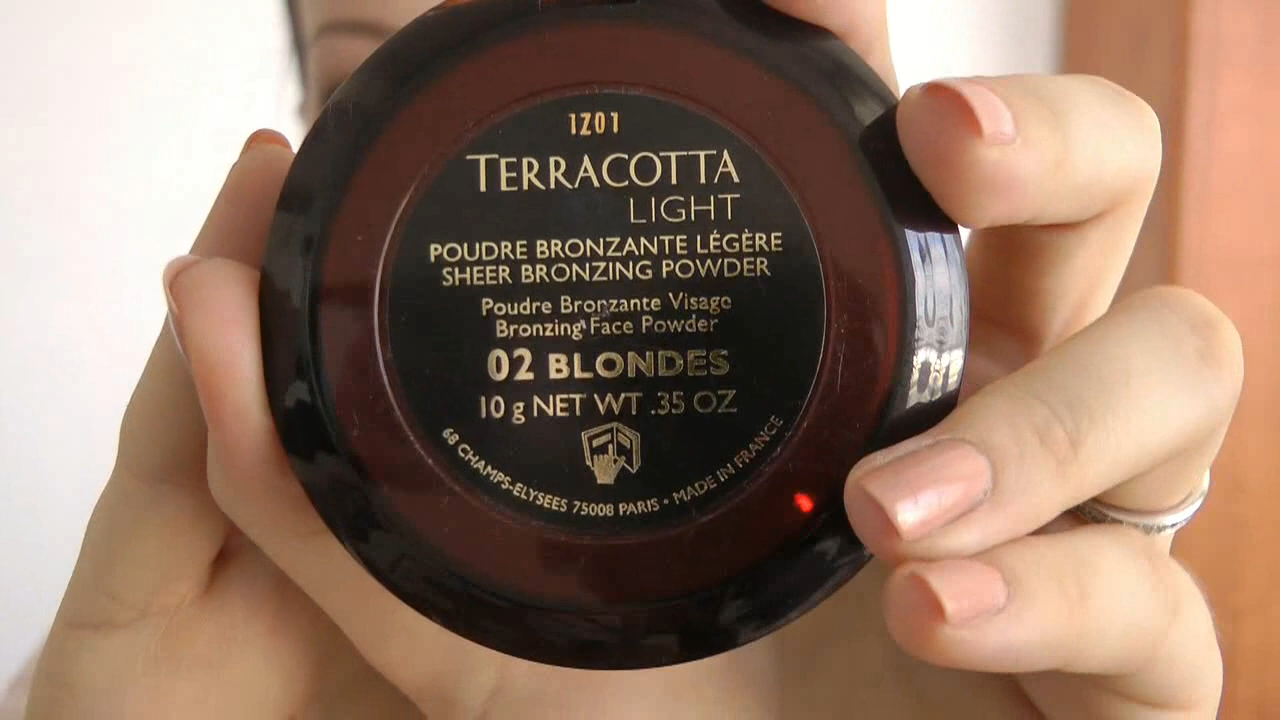 1Z01
TERRACOTTA
LIGHT
POUDRE BRONZANTE LÉGÈRE
SHEER BRONZING POWDER
Poudre Bronzante Visage
Bronzing Face Powder
02 BLONDES
10 g NET WT .35 OZ
68 CHAMPS-ELYSEES 75008 PARIS • MADE IN FRANCE